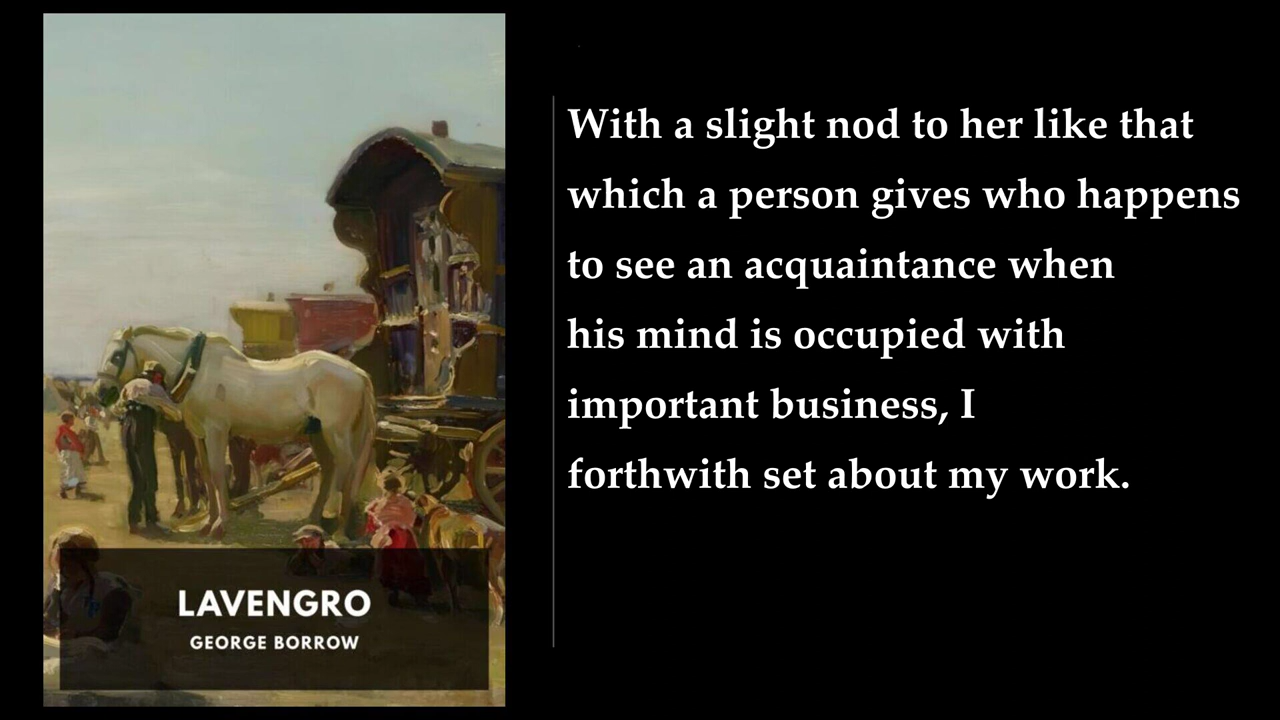 With a slight nod to her like that
which a person gives who happens
to see an acquaintance when
his mind is occupied with
important business, I
forthwith set about my work.
LAVENGRO
GEORGE BORROW